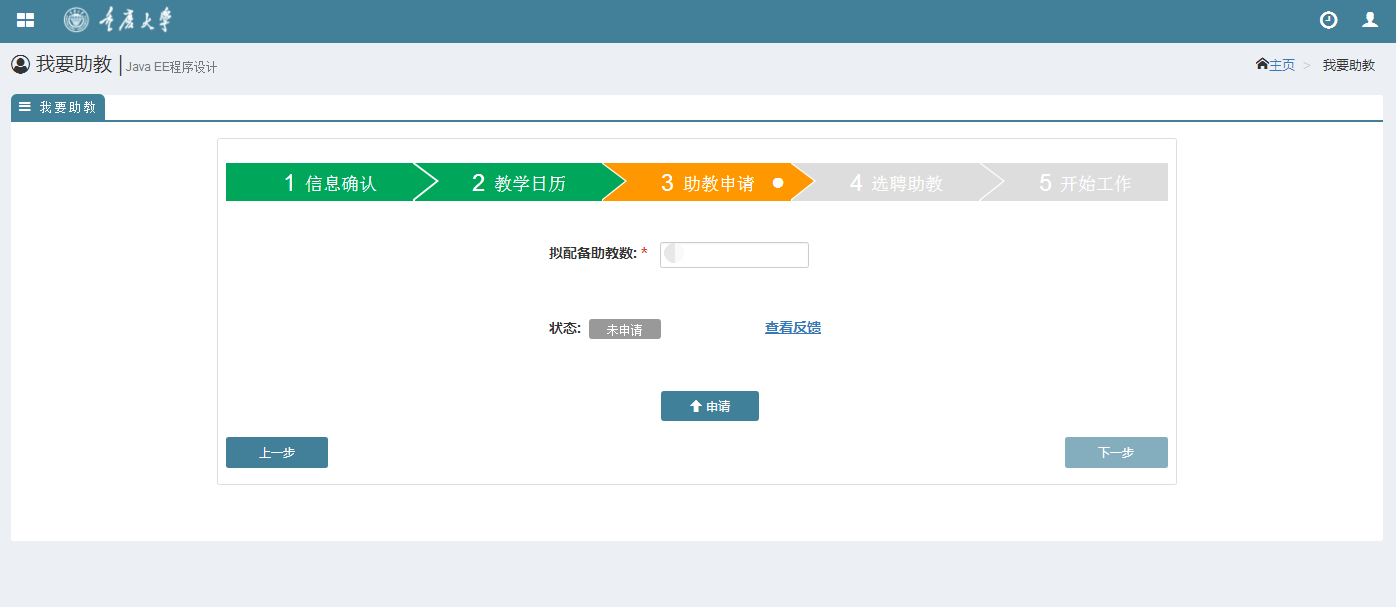 重庆大学
我要助教 | Java EE程序设计
主页 > 我要助教
我要助教
1 信息确认 2 教学日历 3 助教申请 4 选聘助教 5 开始工作
拟配备助教数: *
状态: 未申请 查看反馈
申请
上一步 下一步